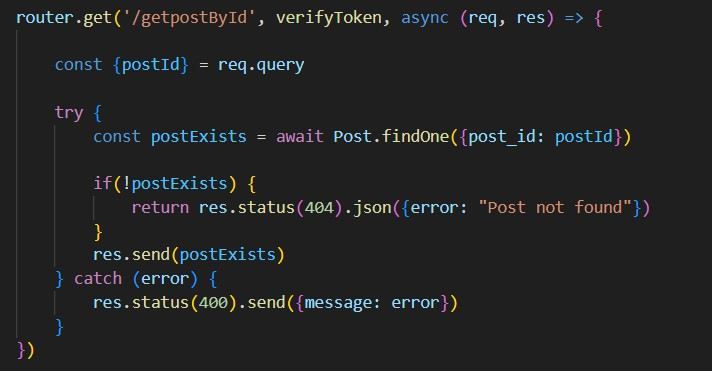 router.get('/getpostById', verifyToken, async (req, res) => {
const {postId} = req.query
try {
const postExists = await Post.findOne({post_id: postId})
if(!postExists) {
return res.status(404).json({error: "Post not found"})
}
res.send(postExists)
} catch (error) {
res.status(400).send({message: error})
}
})